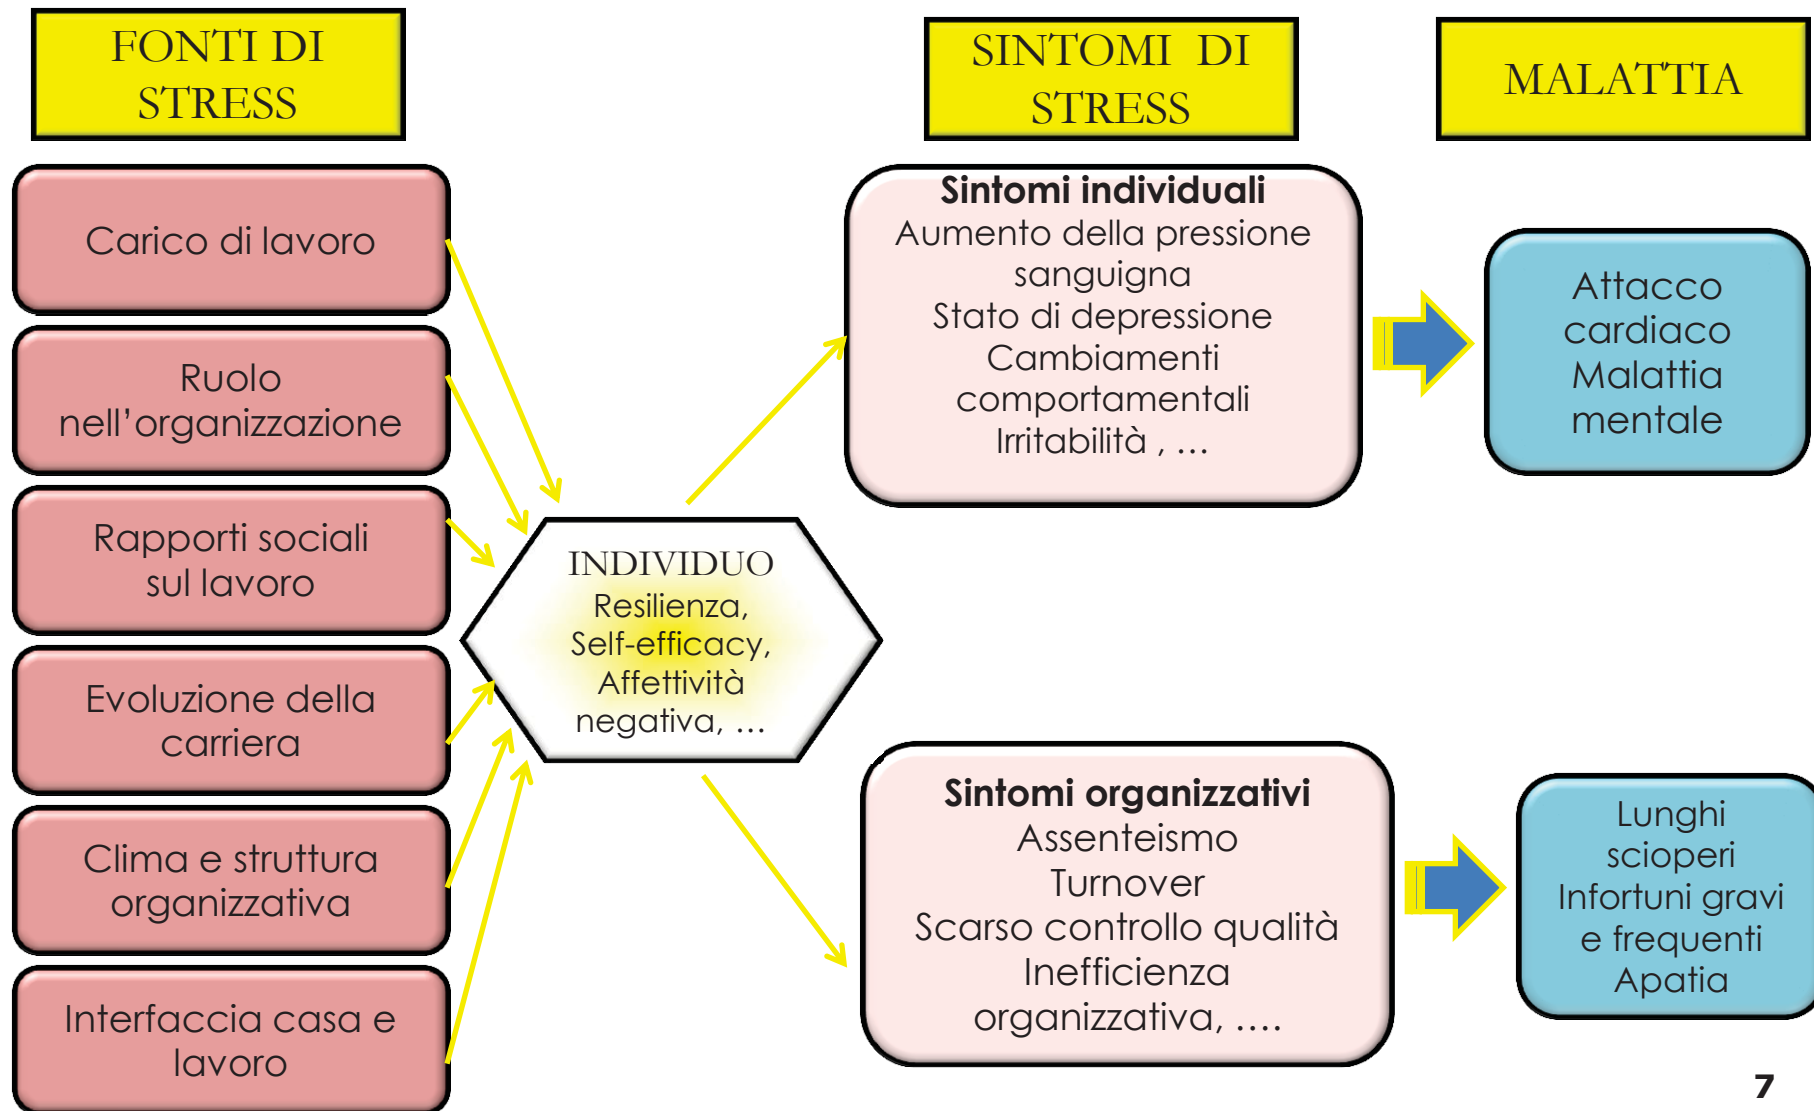 FONTI DI
STRESS
SINTOMI DI
STRESS
MALATTIA
Carico di lavoro
Ruolo
nell’organizzazione
Rapporti sociali
sul lavoro
Evoluzione della
carriera
Clima e struttura
organizzativa
Interfaccia casa e
lavoro
INDIVIDUO
Resilienza,
Self-efficacy,
Affettività
negativa, …
Sintomi individuali
Aumento della pressione
sanguigna
Stato di depressione
Cambiamenti
comportamentali
Irritabilità , …
Attacco
cardiaco
Malattia
mentale
Sintomi organizzativi
Assenteismo
Turnover
Scarso controllo qualità
Inefficienza
organizzativa, ….
Lunghi
scioperi
Infortuni gravi
e frequenti
Apatia
7